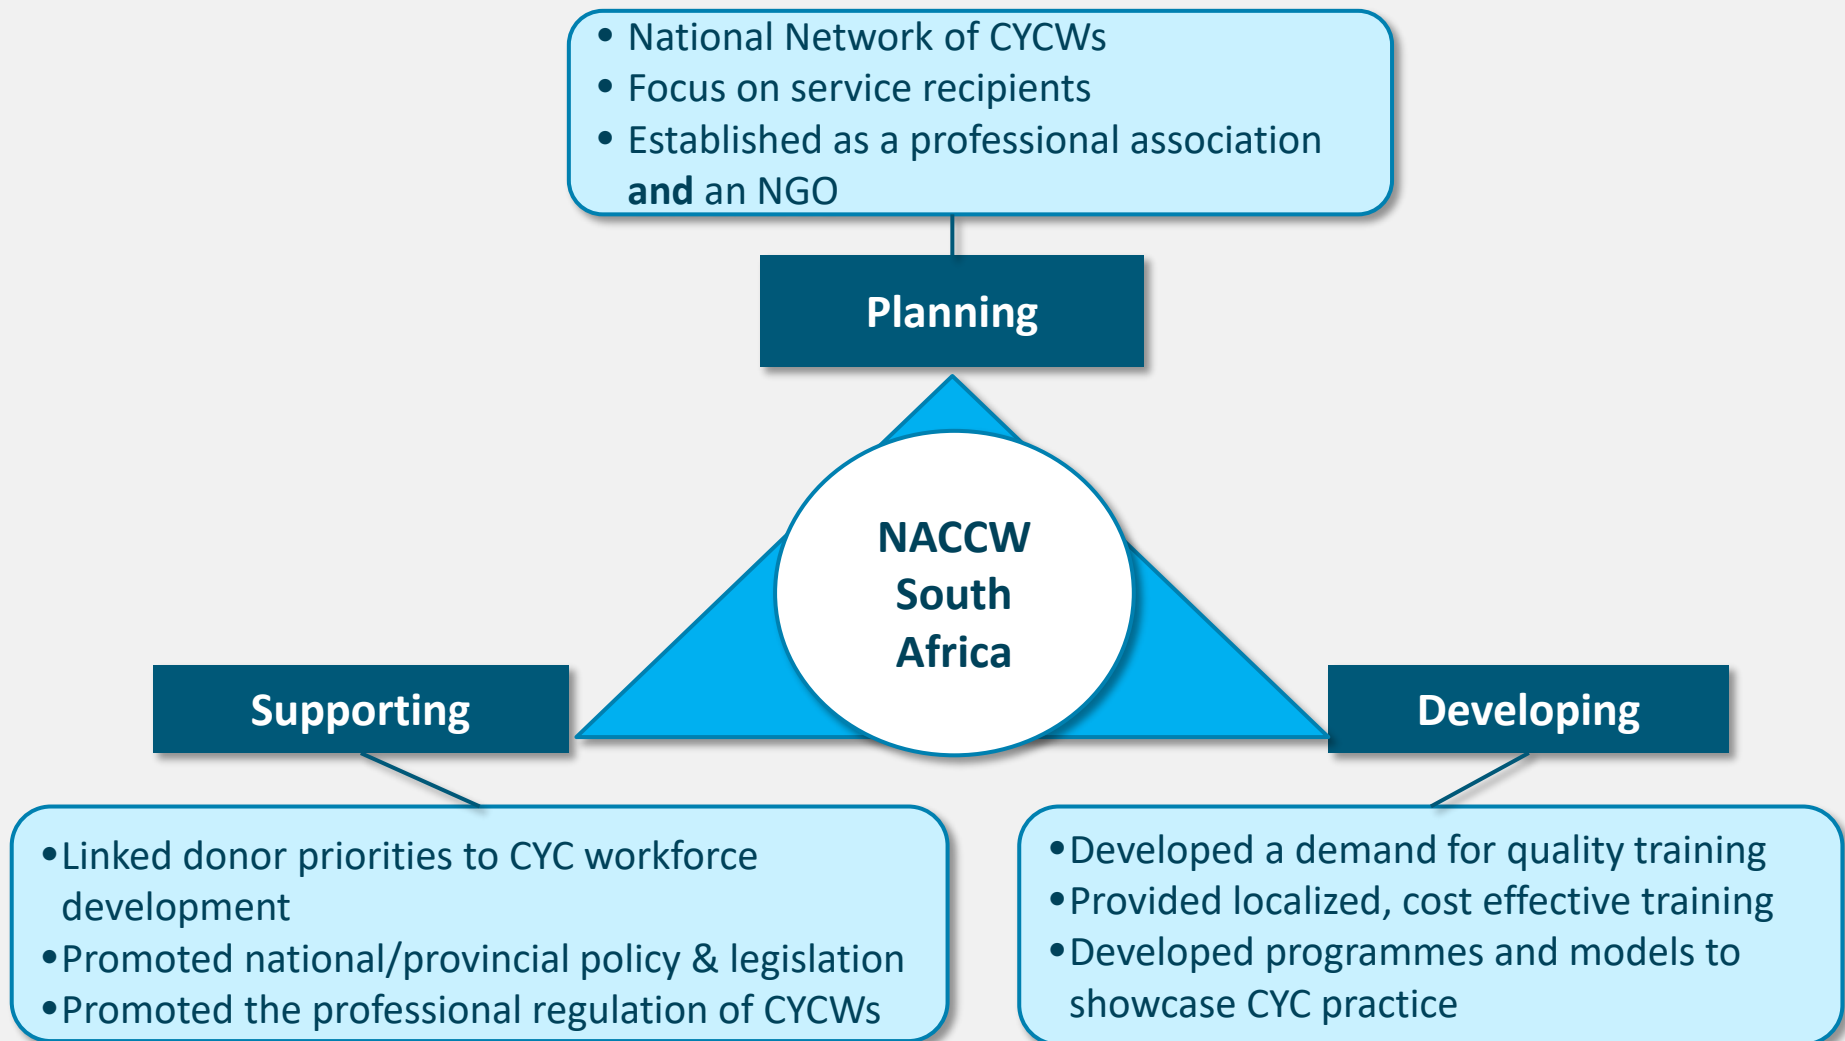 • National Network of CYCWs
• Focus on service recipients
• Established as a professional association
and an NGO
Planning
NACCW
South
Africa
Supporting
Developing
•Linked donor priorities to CYC workforce
development
•Promoted national/provincial policy & legislation
•Promoted the professional regulation of CYCWs
•Developed a demand for quality training
•Provided localized, cost effective training
•Developed programmes and models to
showcase CYC practice